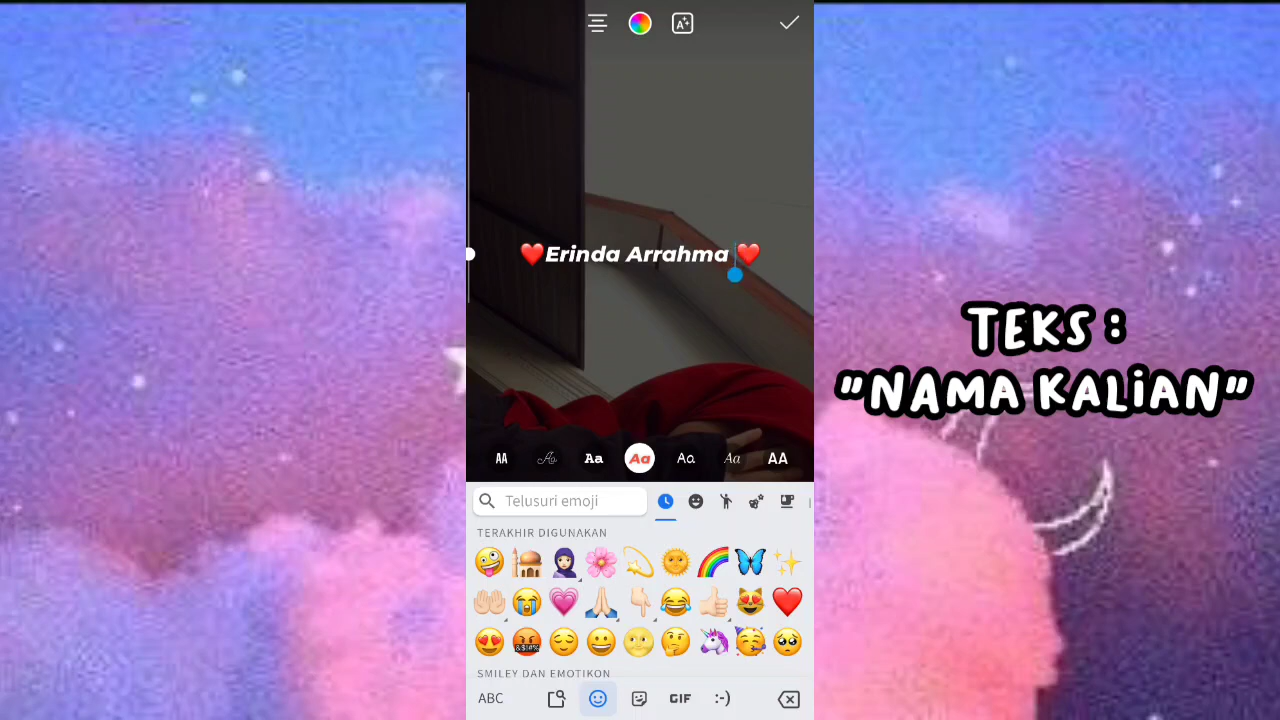 ❤️Erinda Arrahma ❤️
TEKS :
"NAMA KALIAN"
AA Aa Aa Aa Aa Aa AA
Telusuri emoji
TERAKHIR DIGUNAKAN
SMILEY DAN EMOTIKON
ABC GIF :-)